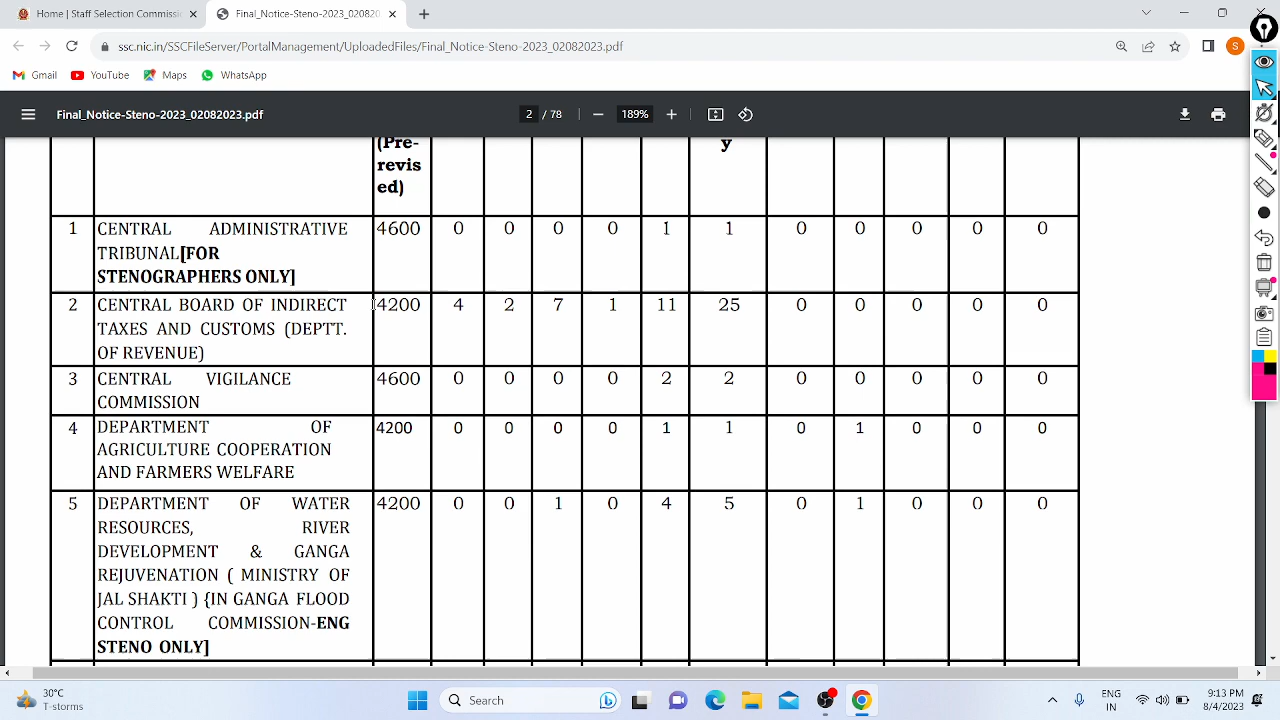 Home | Staff Selection Commissi
Final_Notice-Steno-2023_020820
ssc.nic.in/SSCFileServer/PortalManagement/UploadedFiles/Final_Notice-Steno-2023_02082023.pdf
S
Gmail YouTube Maps WhatsApp
Final_Notice-Steno-2023_02082023.pdf 2 / 78 189%
(Pre-
revis
ed)
y
1 CENTRAL ADMINISTRATIVE 4600 0 0 0 0 1 1 0 0 0 0 0
TRIBUNAL[FOR
STENOGRAPHERS ONLY]
2 CENTRAL BOARD OF INDIRECT 4200 4 2 7 1 11 25 0 0 0 0 0
TAXES AND CUSTOMS (DEPTT.
OF REVENUE)
3 CENTRAL VIGILANCE 4600 0 0 0 0 2 2 0 0 0 0 0
COMMISSION
4 DEPARTMENT OF 4200 0 0 0 0 1 1 0 1 0 0 0
AGRICULTURE COOPERATION
AND FARMERS WELFARE
5 DEPARTMENT OF WATER 4200 0 0 1 0 4 5 0 1 0 0 0
RESOURCES, RIVER
DEVELOPMENT & GANGA
REJUVENATION ( MINISTRY OF
JAL SHAKTI ) {IN GANGA FLOOD
CONTROL COMMISSION-ENG
STENO ONLY]
30°C
T-storms
Search
ENG
IN
9:13 PM
8/4/2023